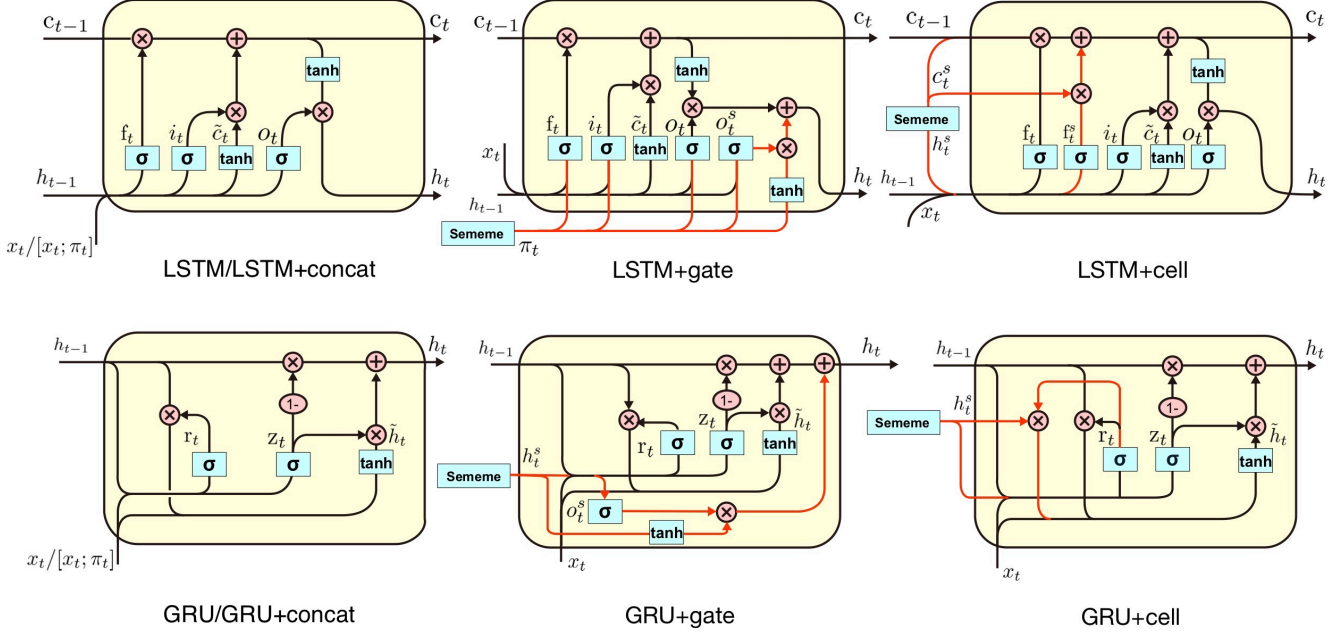 c_{t−1} c_t
tanh
f_t i_t c̃_t o_t
σ σ tanh σ
h_{t−1} h_t
x_t/[x_t; π_t]
LSTM/LSTM+concat
c_{t−1} c_t
tanh
f_t i_t c̃_t o_t o_t^s
x_t σ σ tanh σ σ
tanh
h_{t−1} h_t
Sememe π_t
LSTM+gate
c_{t−1} c_t
c_t^s tanh
Sememe
h_t^s f_t f_t^s i_t c̃_t o_t
σ σ σ tanh σ
h_{t−1} h_t
x_t
LSTM+cell
h_{t−1} h_t
1-
r_t z_t h̃_t
σ σ tanh
x_t/[x_t; π_t]
GRU/GRU+concat
h_{t−1} h_t
1-
r_t z_t h̃_t
σ σ tanh
Sememe h_t^s
o_t^s σ
tanh
x_t
GRU+gate
h_{t−1} h_t
1-
Sememe h_t^s r_t z_t h̃_t
σ σ tanh
x_t
GRU+cell